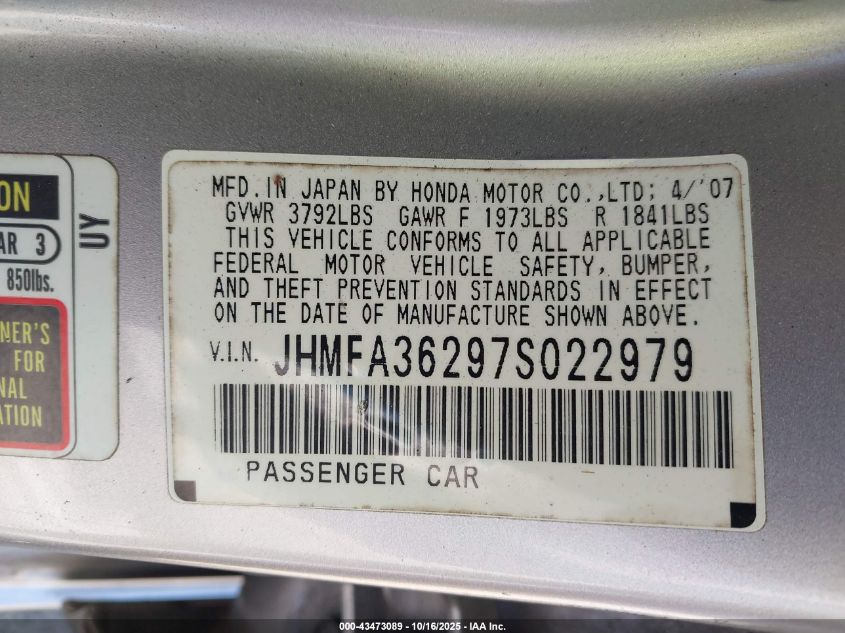 ON
AR 3
850lbs.
NER'S
FOR
NAL
ATION
UY
MFD. IN JAPAN BY HONDA MOTOR CO., LTD; 4/'07
GVWR 3792LBS GAWR F 1973LBS R 1841LBS
THIS VEHICLE CONFORMS TO ALL APPLICABLE
FEDERAL MOTOR VEHICLE SAFETY, BUMPER,
AND THEFT PREVENTION STANDARDS IN EFFECT
ON THE DATE OF MANUFACTURE SHOWN ABOVE.
V.I.N. JHMFA36297S022979
PASSENGER CAR
000-43473089 - 10/16/2025 - IAA Inc.